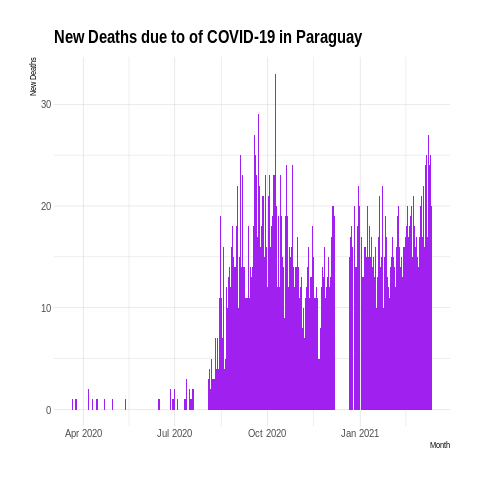 New Deaths due to of COVID-19 in Paraguay
New Deaths
30
20
10
0
Apr 2020
Jul 2020
Oct 2020
Jan 2021
Month